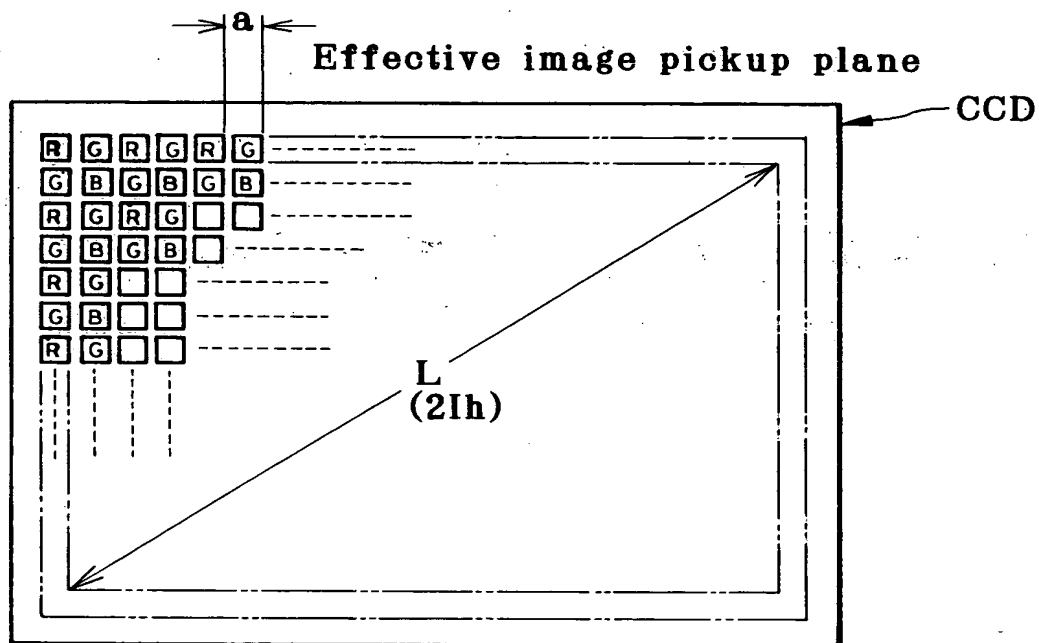 a
Effective image pickup plane
CCD
R G R G R G
G B G B G B
R G R G
G B G B
R G
G B
R G
L
(2Ih)